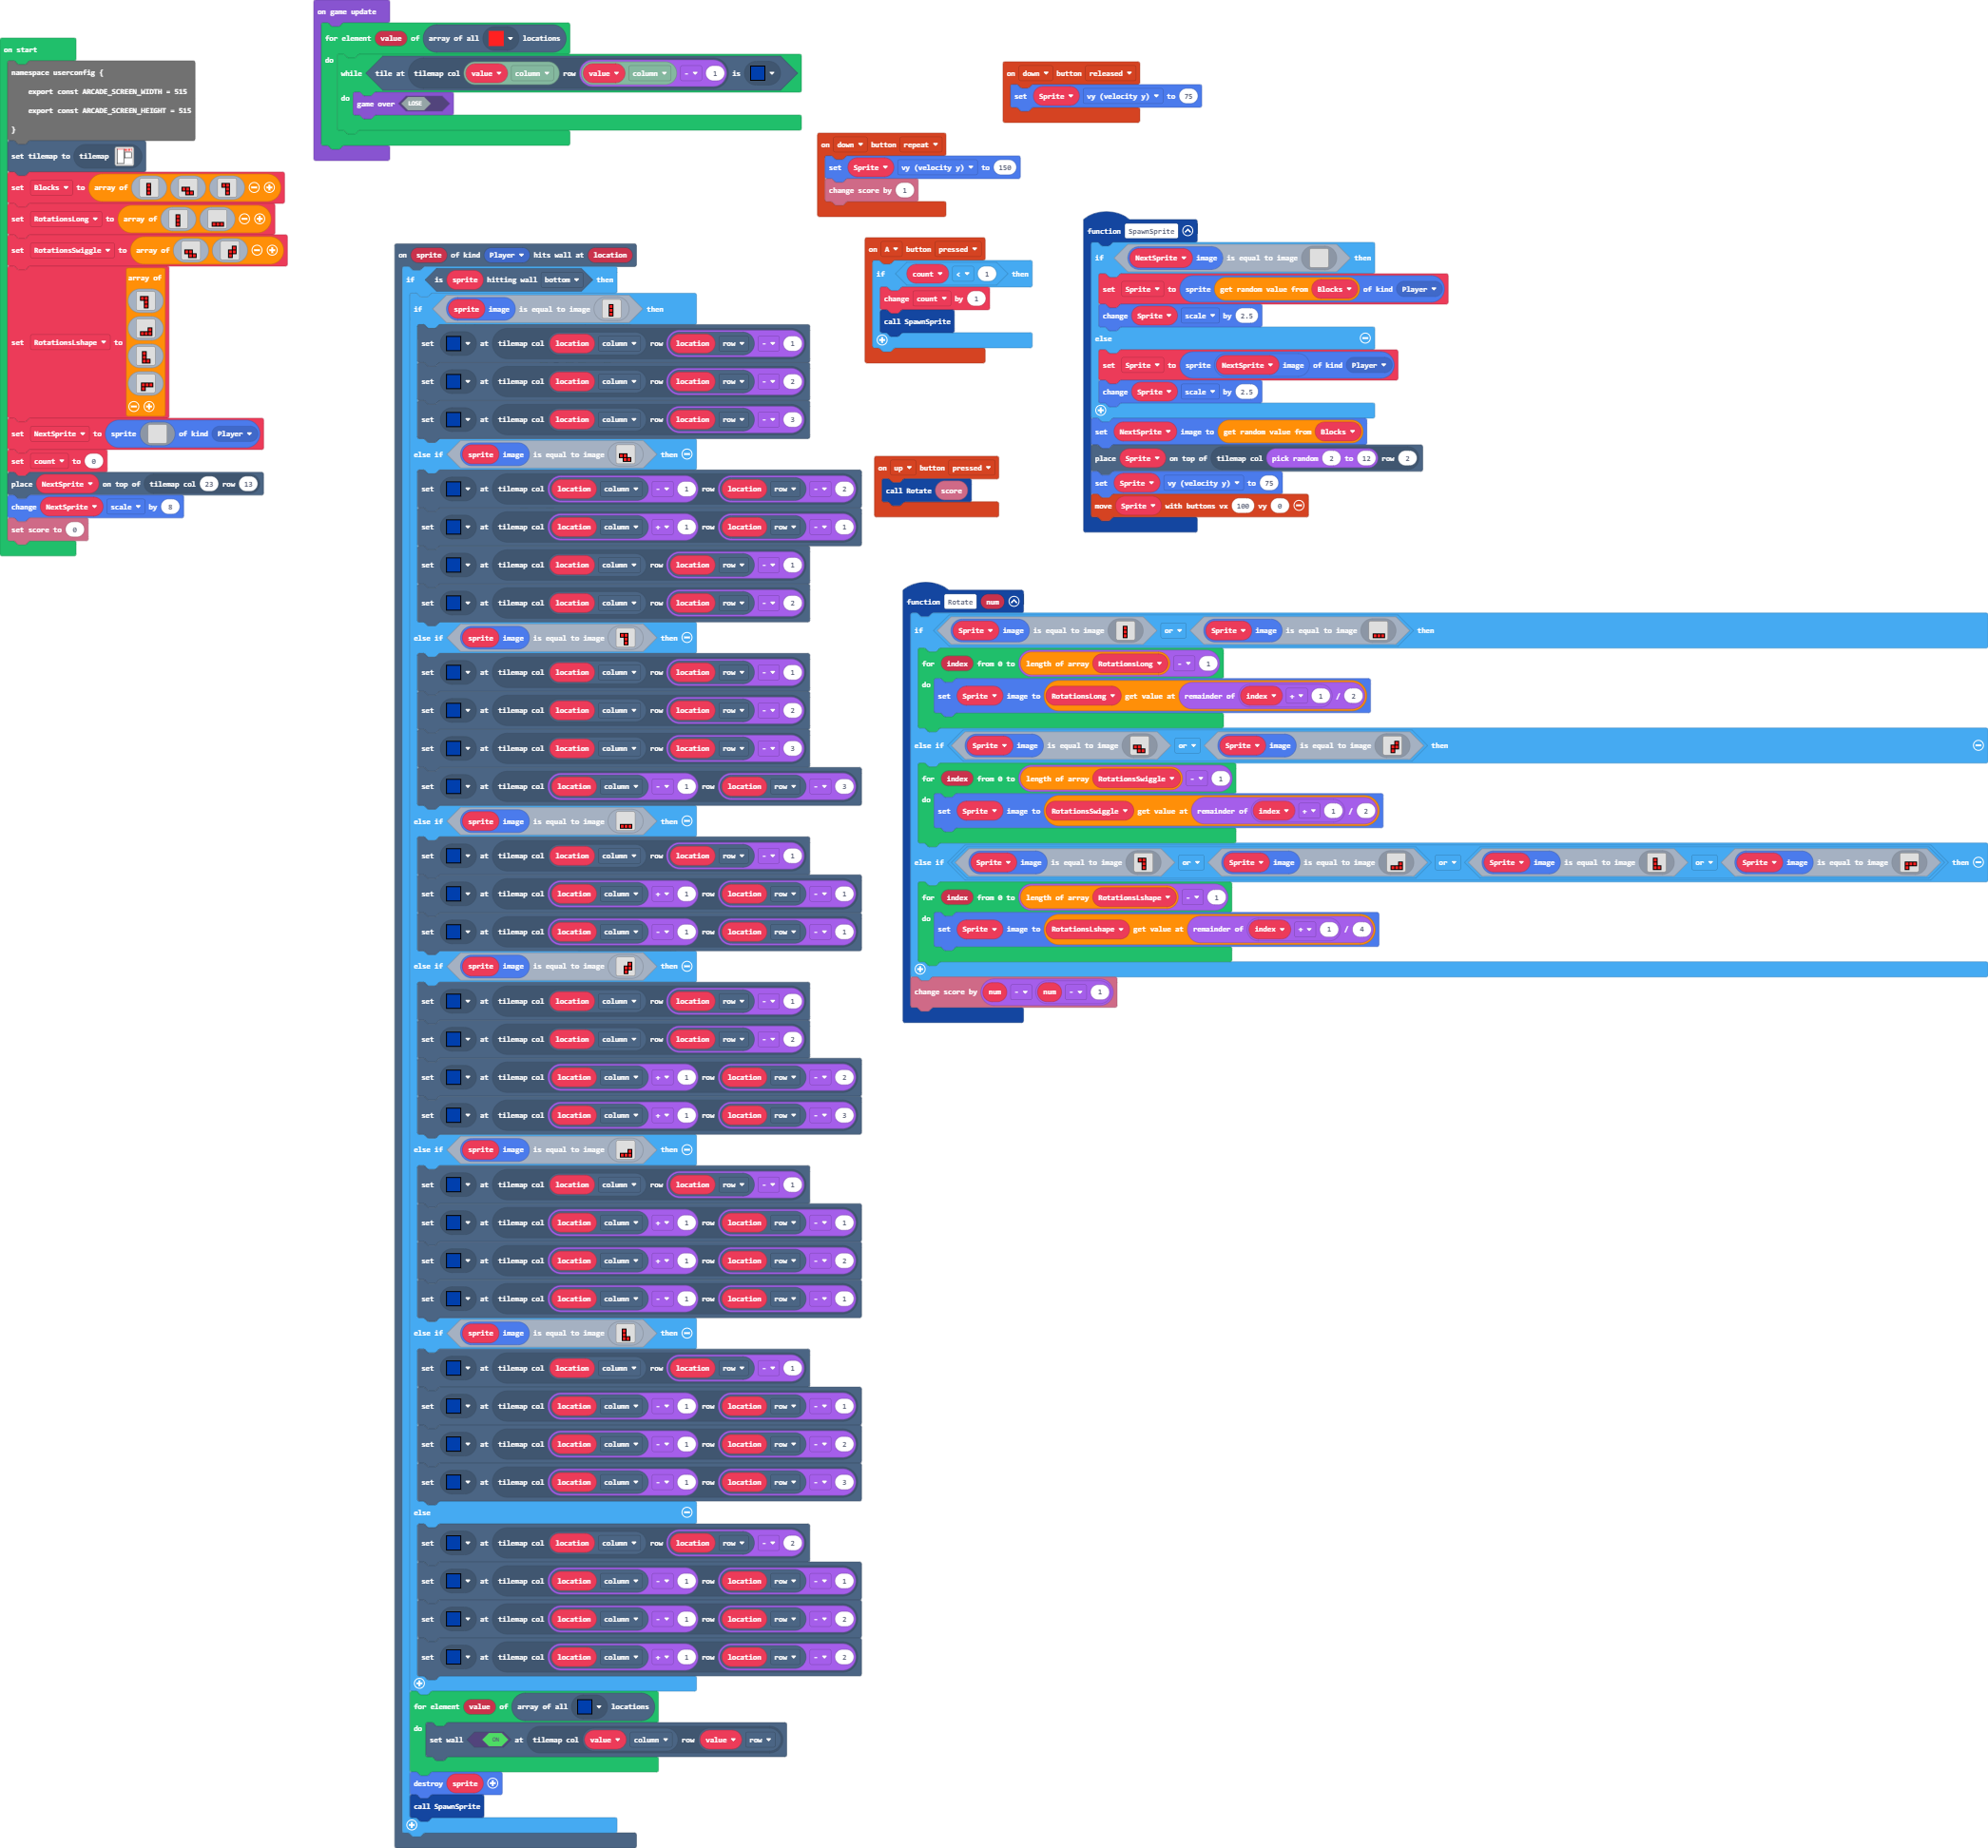 on start
namespace userconfig {
export const ARCADE_SCREEN_WIDTH = 515
export const ARCADE_SCREEN_HEIGHT = 515
}
set tilemap to tilemap
set Blocks to array of
set RotationsLong to array of
set RotationsSwiggle to array of
set RotationsLshape to array of
set NextSprite to sprite of kind Player
set count to 0
place NextSprite on top of tilemap col 23 row 13
change NextSprite scale by 8
set score to 0
on game update
for element value of array of all locations
do
while tile at tilemap col value column row value column - 1 is
do game over LOSE
on sprite of kind Player hits wall at location
if is sprite hitting wall bottom then
if sprite image is equal to image then
set at tilemap col location column row location row - 1
set at tilemap col location column row location row - 2
set at tilemap col location column row location row - 3
else if sprite image is equal to image then
set at tilemap col location column - 1 row location row - 2
set at tilemap col location column + 1 row location row - 1
set at tilemap col location column row location row - 1
set at tilemap col location column row location row - 2
else if sprite image is equal to image then
set at tilemap col location column row location row - 1
set at tilemap col location column row location row - 2
set at tilemap col location column row location row - 3
set at tilemap col location column - 1 row location row - 3
else if sprite image is equal to image then
set at tilemap col location column row location row - 1
set at tilemap col location column + 1 row location row - 1
set at tilemap col location column - 1 row location row - 1
else if sprite image is equal to image then
set at tilemap col location column row location row - 1
set at tilemap col location column row location row - 2
set at tilemap col location column + 1 row location row - 2
set at tilemap col location column + 1 row location row - 3
else if sprite image is equal to image then
set at tilemap col location column row location row - 1
set at tilemap col location column + 1 row location row - 1
set at tilemap col location column + 1 row location row - 2
set at tilemap col location column - 1 row location row - 1
else if sprite image is equal to image then
set at tilemap col location column row location row - 1
set at tilemap col location column - 1 row location row - 1
set at tilemap col location column - 1 row location row - 2
set at tilemap col location column - 1 row location row - 3
else
set at tilemap col location column row location row - 2
set at tilemap col location column - 1 row location row - 1
set at tilemap col location column - 1 row location row - 2
set at tilemap col location column + 1 row location row - 2
for element value of array of all locations
do
set wall ON at tilemap col value column row value row
destroy sprite
call SpawnSprite
on down button released
set Sprite vy (velocity y) to 75
on down button repeat
set Sprite vy (velocity y) to 150
change score by 1
on A button pressed
if count < 1 then
change count by 1
call SpawnSprite
on up button pressed
call Rotate score
function SpawnSprite
if NextSprite image is equal to image then
set Sprite to sprite get random value from Blocks of kind Player
change Sprite scale by 2.5
else
set Sprite to sprite NextSprite image of kind Player
change Sprite scale by 2.5
set NextSprite image to get random value from Blocks
place Sprite on top of tilemap col pick random 2 to 12 row 2
set Sprite vy (velocity y) to 75
move Sprite with buttons vx 100 vy 0
function Rotate num
if Sprite image is equal to image or Sprite image is equal to image then
for index from 0 to length of array RotationsLong - 1
do
set Sprite image to RotationsLong get value at remainder of index + 1 / 2
else if Sprite image is equal to image or Sprite image is equal to image then
for index from 0 to length of array RotationsSwiggle - 1
do
set Sprite image to RotationsSwiggle get value at remainder of index + 1 / 2
else if Sprite image is equal to image or Sprite image is equal to image or Sprite image is equal to image or Sprite image is equal to image then
for index from 0 to length of array RotationsLshape - 1
do
set Sprite image to RotationsLshape get value at remainder of index + 1 / 4
change score by num - num - 1